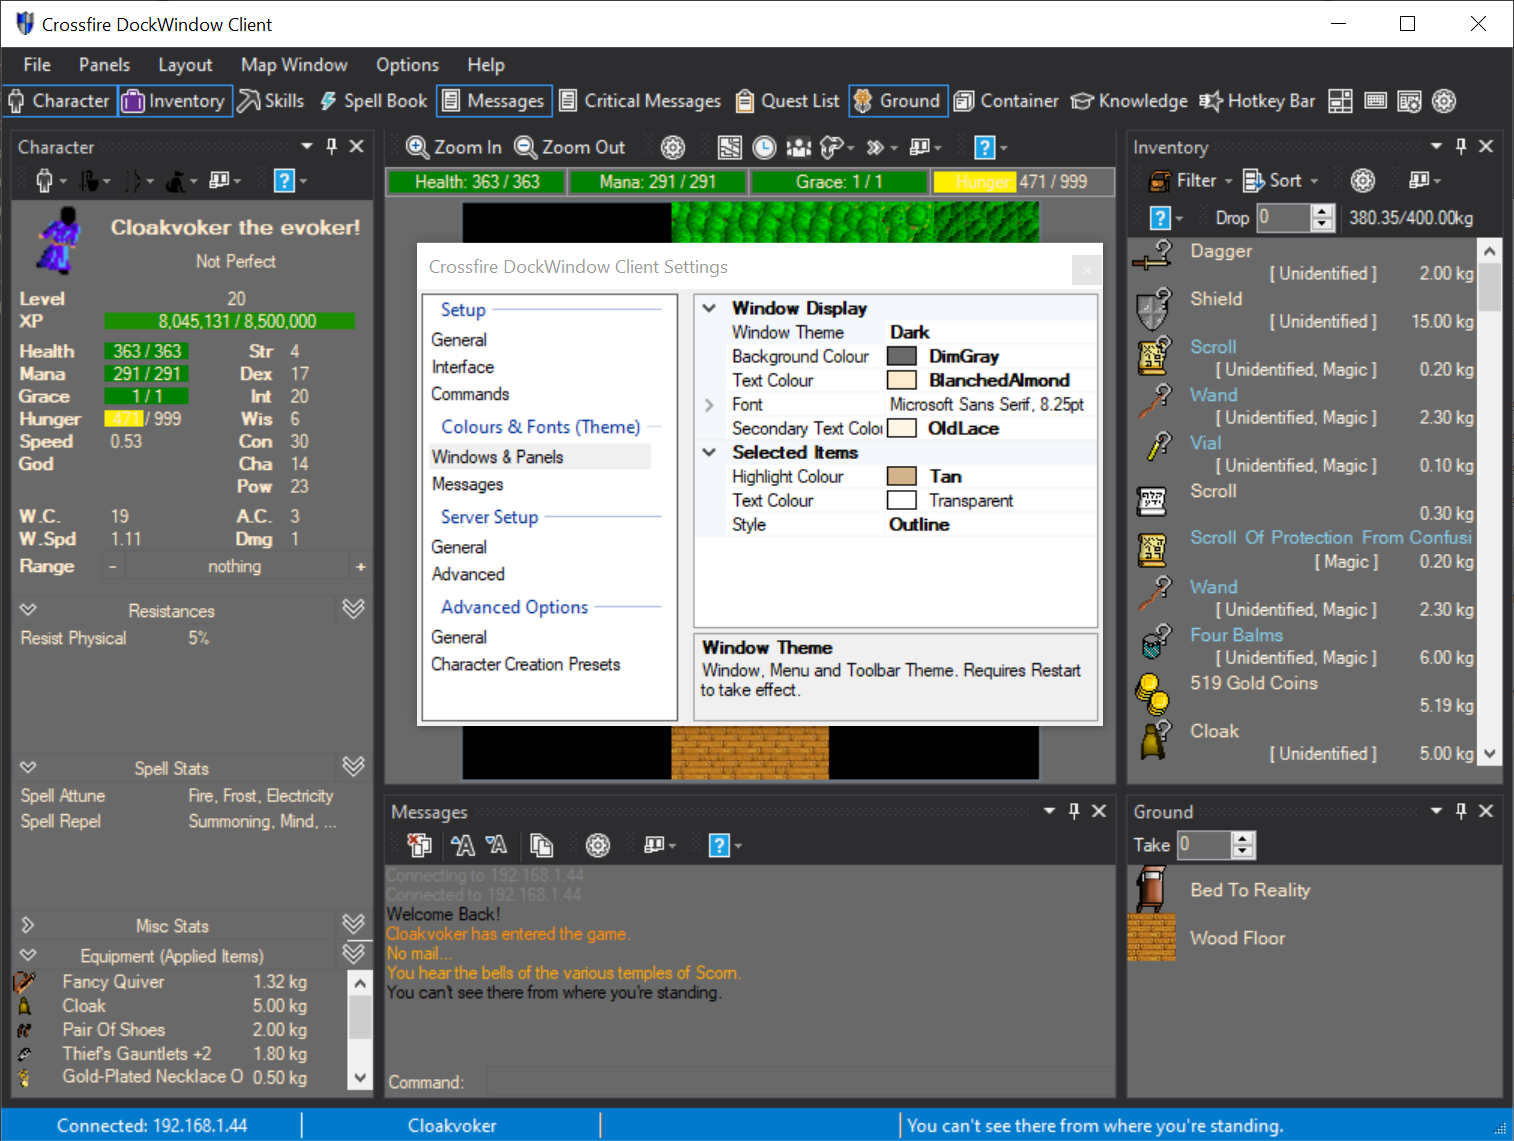 Crossfire DockWindow Client
File Panels Layout Map Window Options Help
Character Inventory Skills Spell Book Messages Critical Messages Quest List Ground Container Knowledge Hotkey Bar
Character
Cloakvoker the evoker!
Not Perfect
Level 20
XP 8,045,131 / 8,500,000
Health 363 / 363 Str 4
Mana 291 / 291 Dex 17
Grace 1 / 1 Int 20
Hunger 471 / 999 Wis 6
Speed 0.53 Con 30
God Cha 14
Pow 23
W.C. 19 A.C. 3
W.Spd 1.11 Dmg 1
Range - nothing +
Resistances
Resist Physical 5%
Spell Stats
Spell Attune Fire, Frost, Electricity
Spell Repel Summoning, Mind, ...
Misc Stats
Equipment (Applied Items)
Fancy Quiver 1.32 kg
Cloak 5.00 kg
Pair Of Shoes 2.00 kg
Thief's Gauntlets +2 1.80 kg
Gold-Plated Necklace O 0.50 kg
Zoom In Zoom Out
Health: 363 / 363 Mana: 291 / 291 Grace: 1 / 1 Hunger: 471 / 999
Crossfire DockWindow Client Settings
Setup
General
Interface
Commands
Colours & Fonts (Theme)
Windows & Panels
Messages
Server Setup
General
Advanced
Advanced Options
General
Character Creation Presets
Window Display
Window Theme Dark
Background Colour DimGray
Text Colour BlanchedAlmond
Font Microsoft Sans Serif, 8.25pt
Secondary Text Colou OldLace
Selected Items
Highlight Colour Tan
Text Colour Transparent
Style Outline
Window Theme
Window, Menu and Toolbar Theme. Requires Restart
to take effect.
Messages
Connecting to 192.168.1.44
Connected to 192.168.1.44
Welcome Back!
Cloakvoker has entered the game.
No mail...
You hear the bells of the various temples of Scorn.
You can't see there from where you're standing.
Command:
Inventory
Filter Sort
Drop 0 380.35/400.00kg
Dagger
[ Unidentified ] 2.00 kg
Shield
[ Unidentified ] 15.00 kg
Scroll
[ Unidentified, Magic ] 0.20 kg
Wand
[ Unidentified, Magic ] 2.30 kg
Vial
[ Unidentified, Magic ] 0.10 kg
Scroll
0.30 kg
Scroll Of Protection From Confusi
[ Magic ] 0.20 kg
Wand
[ Unidentified, Magic ] 2.30 kg
Four Balms
[ Unidentified, Magic ] 6.00 kg
519 Gold Coins
5.19 kg
Cloak
[ Unidentified ] 5.00 kg
Ground
Take 0
Bed To Reality
Wood Floor
Connected: 192.168.1.44 Cloakvoker You can't see there from where you're standing.